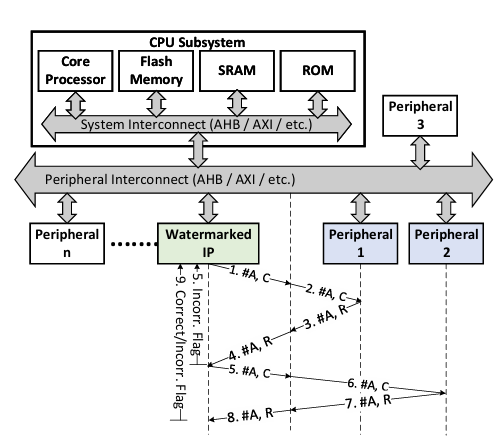 CPU Subsystem
Core
Processor
Flash
Memory
SRAM
ROM
System Interconnect (AHB / AXI / etc.)
Peripheral
3
Peripheral Interconnect (AHB / AXI / etc.)
Peripheral
n
Watermarked
IP
Peripheral
1
Peripheral
2
1. #A, C
2. #A, C
3. #A, R
4. #A, R
5. Incorr. Flag
9. Correct/Incorr. Flag
5. #A, C
6. #A, C
7. #A, R
8. #A, R